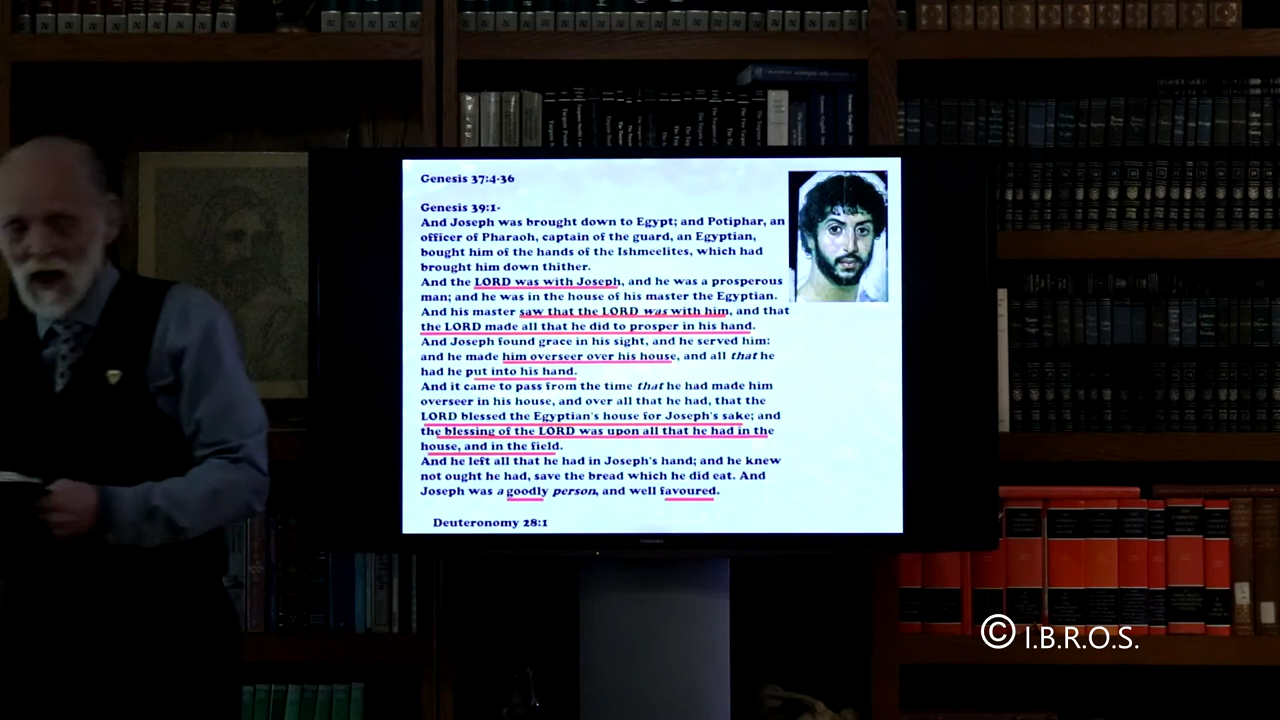 Genesis 37:4-36
Genesis 39:1-
And Joseph was brought down to Egypt; and Potiphar, an
officer of Pharaoh, captain of the guard, an Egyptian,
bought him of the hands of the Ishmeelites, which had
brought him down thither.
And the LORD was with Joseph, and he was a prosperous
man; and he was in the house of his master the Egyptian.
And his master saw that the LORD was with him, and that
the LORD made all that he did to prosper in his hand.
And Joseph found grace in his sight, and he served him:
and he made him overseer over his house, and all that he
had he put into his hand.
And it came to pass from the time that he had made him
overseer in his house, and over all that he had, that the
LORD blessed the Egyptian's house for Joseph's sake; and
the blessing of the LORD was upon all that he had in the
house, and in the field.
And he left all that he had in Joseph's hand; and he knew
not ought he had, save the bread which he did eat. And
Joseph was a goodly person, and well favoured.
Deuteronomy 28:1
TOSHIBA
© I.B.R.O.S.